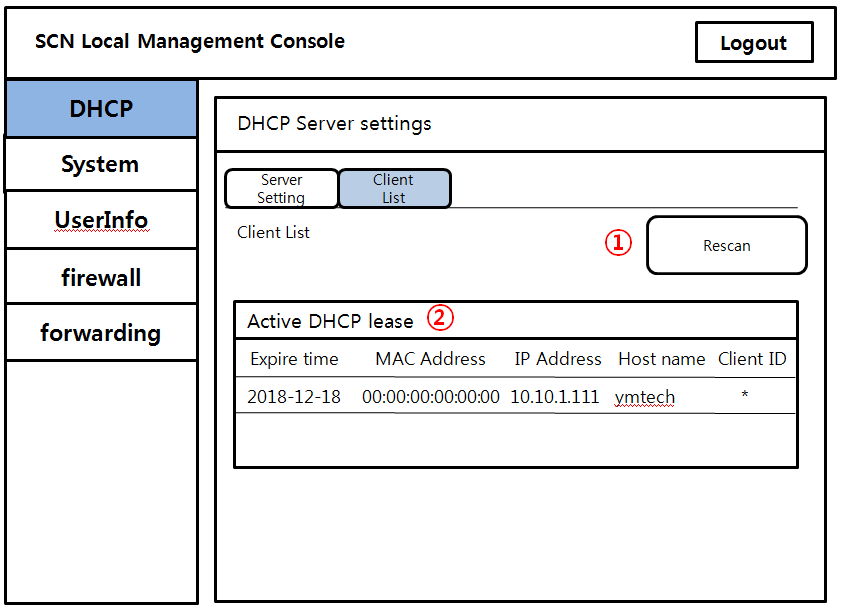 SCN Local Management Console
Logout
DHCP
System
UserInfo
firewall
forwarding
DHCP Server settings
Server
Setting
Client
List
Client List
①
Rescan
Active DHCP lease ②
Expire time MAC Address IP Address Host name Client ID
2018-12-18 00:00:00:00:00:00 10.10.1.111 ymtech *